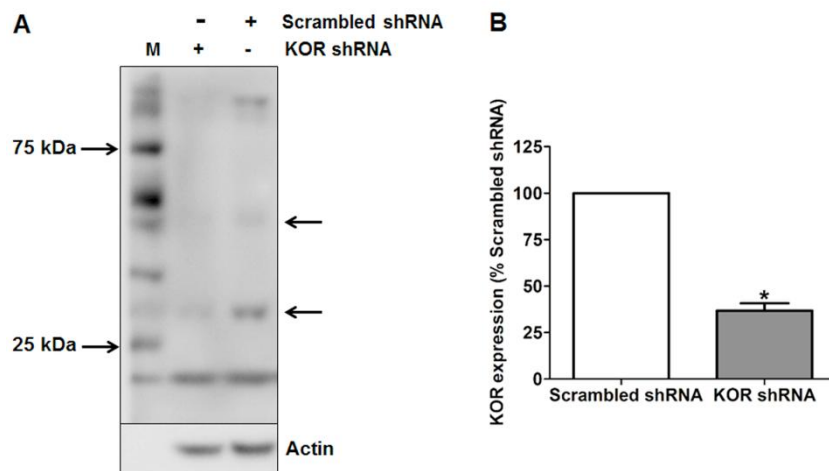 A
- + Scrambled shRNA
M + - KOR shRNA
75 kDa
25 kDa
Actin
B
KOR expression (% Scrambled shRNA)
125
100
75
50
25
0
*
Scrambled shRNA KOR shRNA